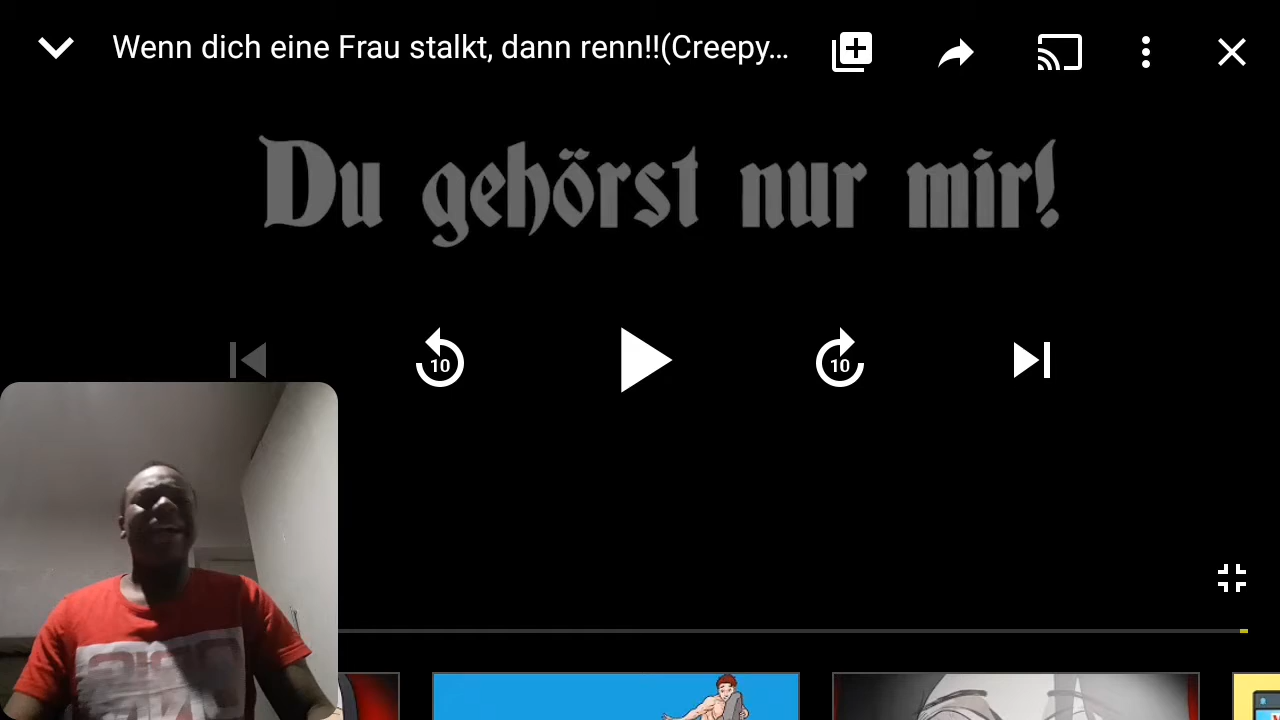 Wenn dich eine Frau stalkt, dann renn!!(Creepy...
Du gehörst nur mir!
10
10